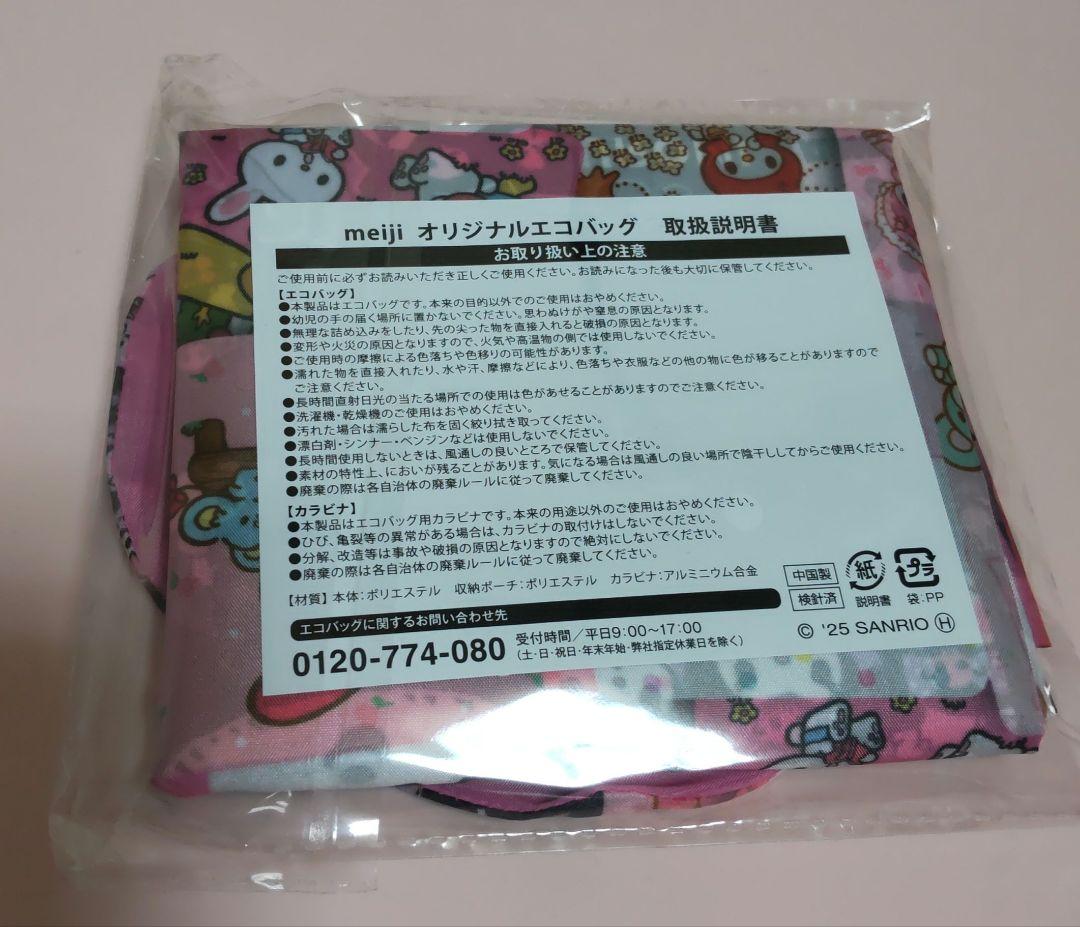 meiji オリジナルエコバッグ 取扱説明書
お取り扱い上の注意
ご使用前に必ずお読みいただき正しくご使用ください。お読みになった後も大切に保管してください。
【エコバッグ】
●本製品はエコバッグです。本来の目的以外でのご使用はおやめください。
●幼児の手の届く場所に置かないでください。思わぬけがや窒息の原因となります。
●無理な詰め込みをしたり、先の尖った物を直接入れると破損の原因となります。
●変形や火災の原因となりますので、火気や高温物の側では使用しないでください。
●ご使用時の摩擦による色落ちや色移りの可能性があります。
●濡れた物を直接入れたり、水や汗、摩擦などにより、色落ちや衣服などの他の物に色が移ることがありますので
ご注意ください。
●長時間直射日光の当たる場所での使用は色があせることがありますのでご注意ください。
●洗濯機・乾燥機のご使用はおやめください。
●汚れた場合は濡らした布を固く絞り拭き取ってください。
●漂白剤・シンナー・ベンジンなどは使用しないでください。
●長時間使用しないときは、風通しの良いところで保管してください。
●素材の特性上、においが残ることがあります。気になる場合は風通しの良い場所で陰干ししてからご使用ください。
●廃棄の際は各自治体の廃棄ルールに従って廃棄してください。
【カラビナ】
●本製品はエコバッグ用カラビナです。本来の用途以外のご使用はおやめください。
●ひび、亀裂等の異常がある場合は、カラビナの取付けはしないでください。
●分解、改造等は事故や破損の原因となりますので絶対にしないでください。
●廃棄の際は各自治体の廃棄ルールに従って廃棄してください。
【材質】本体:ポリエステル 収納ポーチ:ポリエステル カラビナ:アルミニウム合金
エコバッグに関するお問い合わせ先
0120-774-080 受付時間/平日9:00~17:00
(土・日・祝日・年末年始・弊社指定休業日を除く)
中国製
検針済
紙
説明書
プラ
袋:PP
© '25 SANRIO Ⓗ